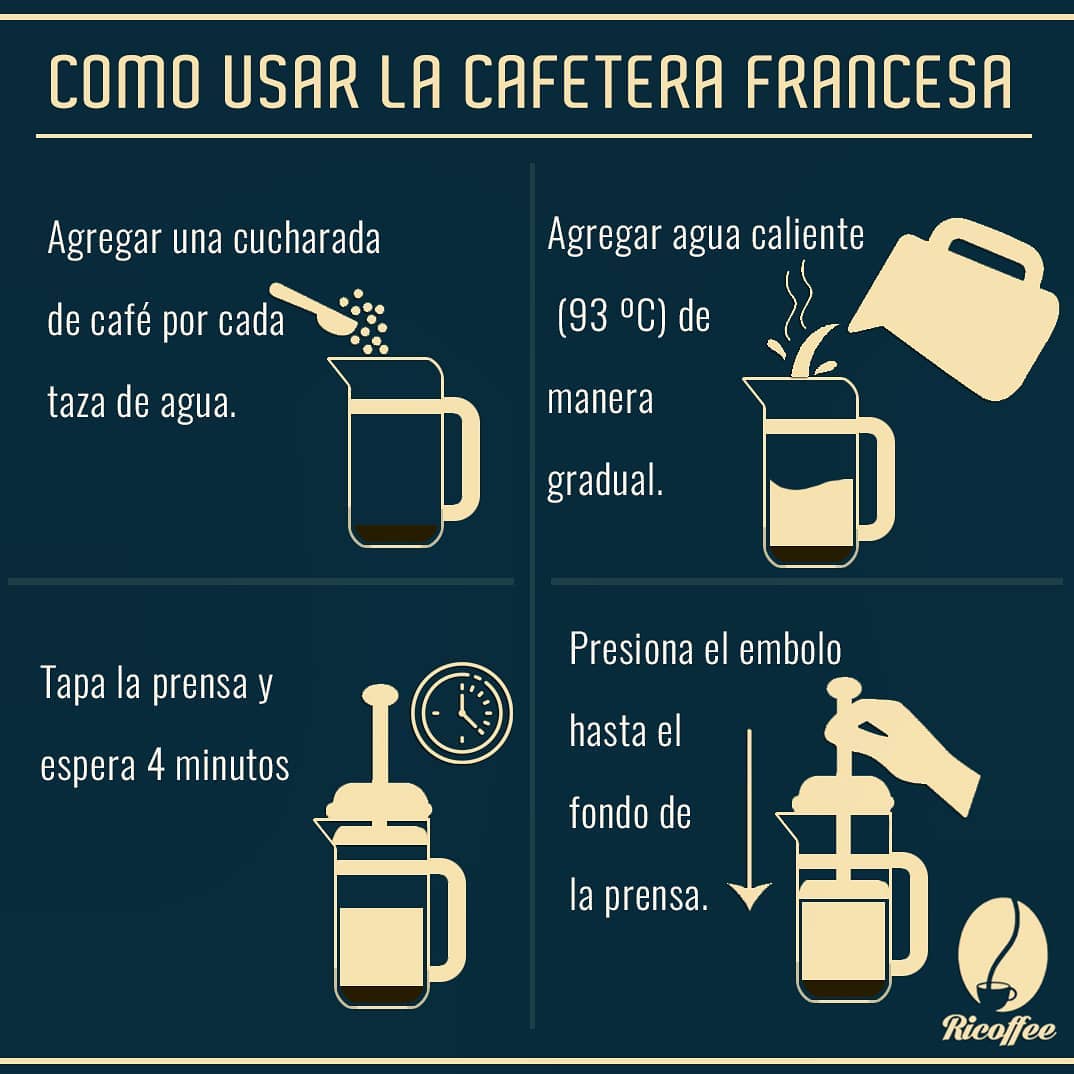 COMO USAR LA CAFETERA FRANCESA
Agregar una cucharada
de café por cada
taza de agua.
Agregar agua caliente
(93 ºC) de
manera
gradual.
Tapa la prensa y
espera 4 minutos
Presiona el embolo
hasta el
fondo de
la prensa.
Ricoffee